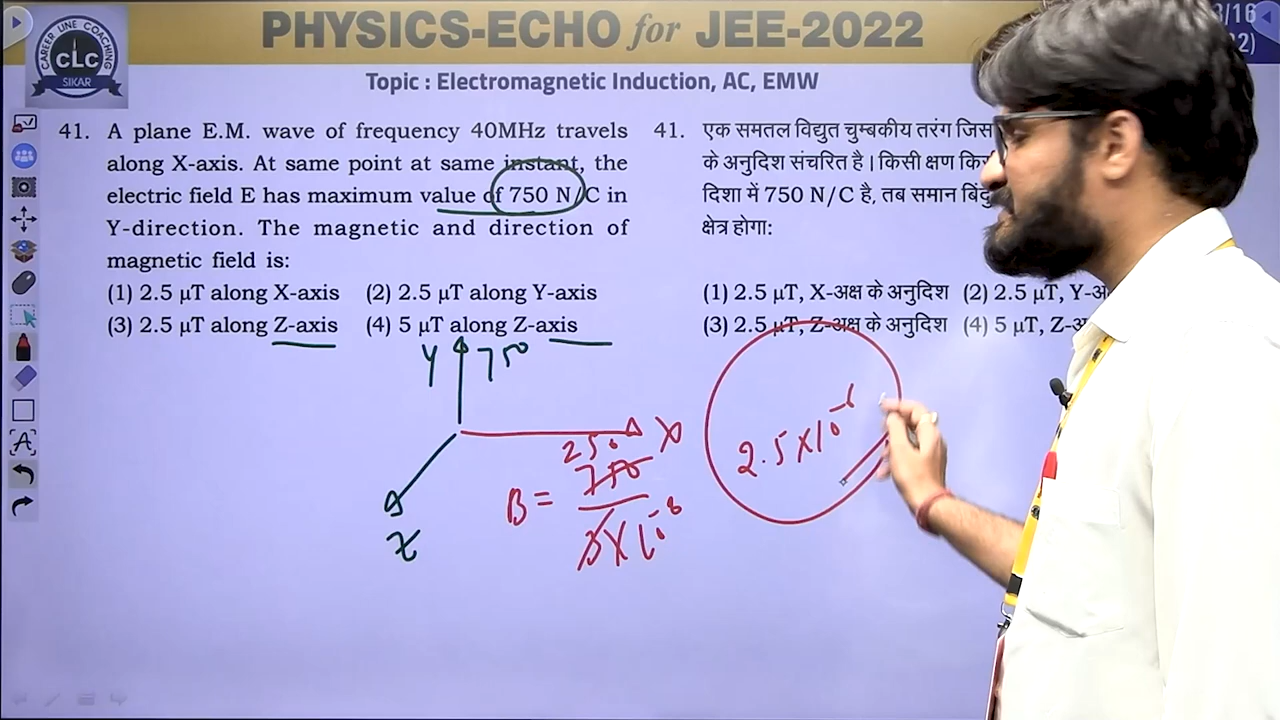 CAREER LINE COACHING
CLC
SIKAR
PHYSICS-ECHO for JEE-2022
Topic : Electromagnetic Induction, AC, EMW
41. A plane E.M. wave of frequency 40MHz travels
along X-axis. At same point at same instant, the
electric field E has maximum value of 750 N/C in
Y-direction. The magnetic and direction of
magnetic field is:
(1) 2.5 μT along X-axis (2) 2.5 μT along Y-axis
(3) 2.5 μT along Z-axis (4) 5 μT along Z-axis
41. एक समतल विद्युत चुम्बकीय तरंग जिस
के अनुदिश संचरित है। किसी क्षण कि
दिशा में 750 N/C है, तब समान बिंदु
क्षेत्र होगा:
(1) 2.5 μT, X-अक्ष के अनुदिश (2) 2.5 μT, Y-अ
(3) 2.5 μT, Z-अक्ष के अनुदिश (4) 5 μT, Z-अ
Y 750
X
Z
250
B = 750
3X10
2.5X10
/16
2)
A